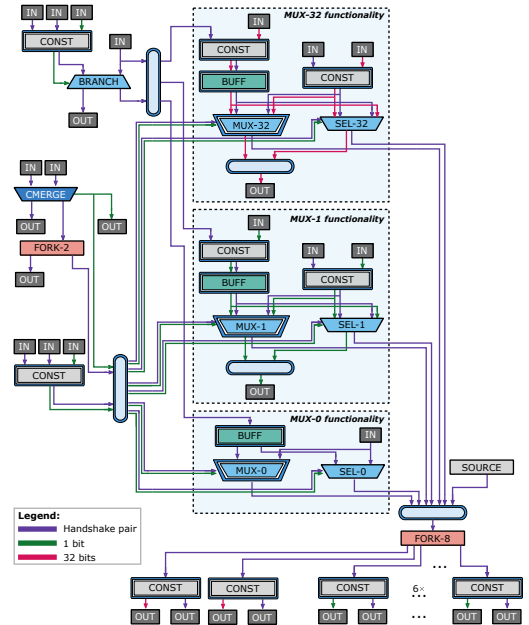 IN IN IN
CONST
IN
BRANCH
OUT
MUX-32 functionality
IN
CONST
IN IN
BUFF
CONST
MUX-32
SEL-32
OUT
IN IN
CMERGE
OUT
OUT
FORK-2
OUT
MUX-1 functionality
IN
CONST
IN IN
BUFF
CONST
MUX-1
SEL-1
OUT
IN IN IN
CONST
MUX-0 functionality
BUFF
IN
MUX-0
SEL-0
SOURCE
Legend:
Handshake pair
1 bit
32 bits
FORK-8
...
CONST
CONST
CONST
6×
...
CONST
OUT OUT
OUT OUT
OUT OUT
...
OUT OUT